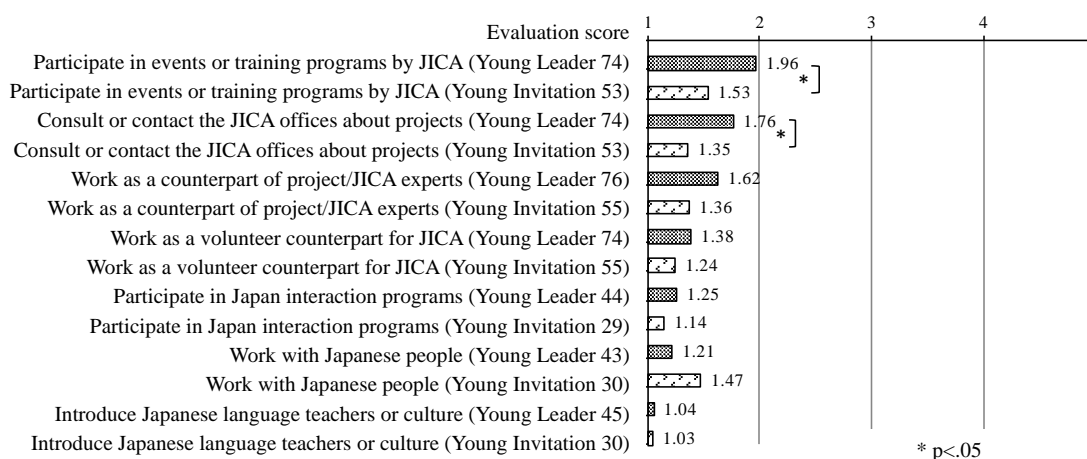 1 2 3 4
Evaluation score
Participate in events or training programs by JICA (Young Leader 74) 1.96
*
Participate in events or training programs by JICA (Young Invitation 53) 1.53
Consult or contact the JICA offices about projects (Young Leader 74) 1.76
*
Consult or contact the JICA offices about projects (Young Invitation 53) 1.35
Work as a counterpart of project/JICA experts (Young Leader 76) 1.62
Work as a counterpart of project/JICA experts (Young Invitation 55) 1.36
Work as a volunteer counterpart for JICA (Young Leader 74) 1.38
Work as a volunteer counterpart for JICA (Young Invitation 55) 1.24
Participate in Japan interaction programs (Young Leader 44) 1.25
Participate in Japan interaction programs (Young Invitation 29) 1.14
Work with Japanese people (Young Leader 43) 1.21
Work with Japanese people (Young Invitation 30) 1.47
Introduce Japanese language teachers or culture (Young Leader 45) 1.04
Introduce Japanese language teachers or culture (Young Invitation 30) 1.03
* p<.05